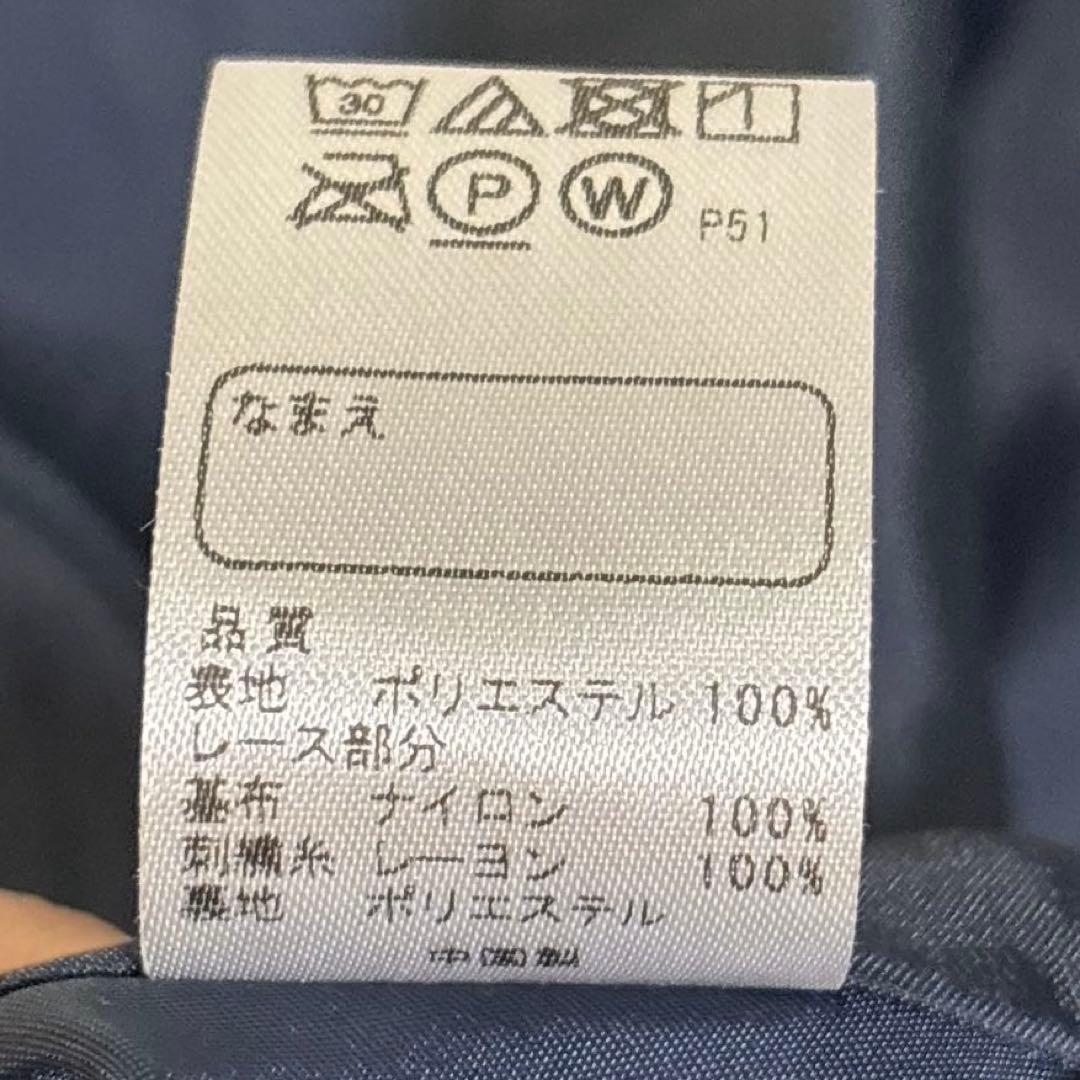 30
P W P51
なまえ
品質
表地 ポリエステル 100%
レース部分
基布 ナイロン 100%
刺繍糸 レーヨン 100%
裏地 ポリエステル
中国製